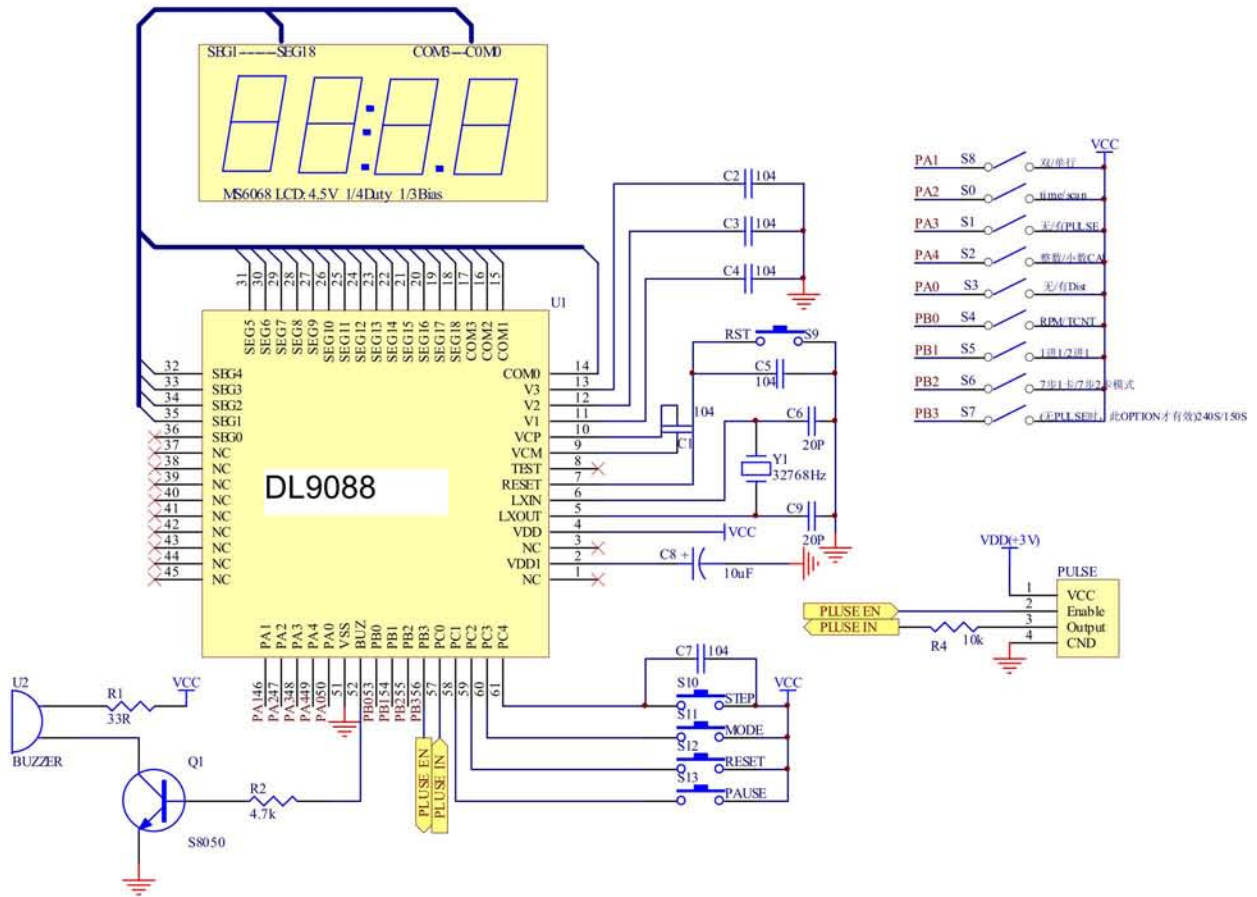 SEG1-----SEG18 COM3---COM0
MS6068 LCD: 4.5V 1/4Duty 1/3Bias
31 30 29 28 27 26 25 24 23 22 21 20 19 18 17 16 15
SEG5 SEG6 SEG7 SEG8 SEG9 SEG10 SEG11 SEG12 SEG13 SEG14 SEG15 SEG16 SEG17 SEG18 COM3 COM2 COM1
U1
DL9088
32 SEG4
33 SEG3
34 SEG2
35 SEG1
36 SEG0
37 NC
38 NC
39 NC
40 NC
41 NC
42 NC
43 NC
44 NC
45 NC
COM0 14
V3 13
V2 12
V1 11
VCP 10
VCM 9
TEST 8
RESET 7
LXIN 6
LXOUT 5
VDD 4
NC 3
VDD1 2
NC 1
PA1 PA2 PA3 PA4 PA0 VSS BUZ PB0 PB1 PB2 PB3 PC0 PC1 PC2 PC3 PC4
PA146 PA247 PA348 PA449 PA050 51 52 PB053 PB154 PB255 PB356 57 58 59 60 61
C2 104
C3 104
C4 104
RST S9
C5
104
104
C1
C6
20P
Y1
32768Hz
C9
20P
VCC
C8 + 10uF
VCC
PA1 S8 双/单行
PA2 S0 time/scan
PA3 S1 无/有PULSE
PA4 S2 整数/小数CA
PA0 S3 无/有Dist
PB0 S4 RPM/TCNT
PB1 S5 1进1/2进1
PB2 S6 7步1卡/7步2卡模式
PB3 S7 (无PULSE时，此OPTION才有效)240S/150S
VDD(+3V)
PULSE
1 VCC
2 Enable
3 Output
4 CND
PLUSE EN
PLUSE IN
R4 10k
C7 104
VCC
S10 STEP
S11 MODE
S12 RESET
S13 PAUSE
PLUSE EN
PLUSE IN
U2
BUZZER
R1
33R
VCC
Q1
S8050
R2
4.7k